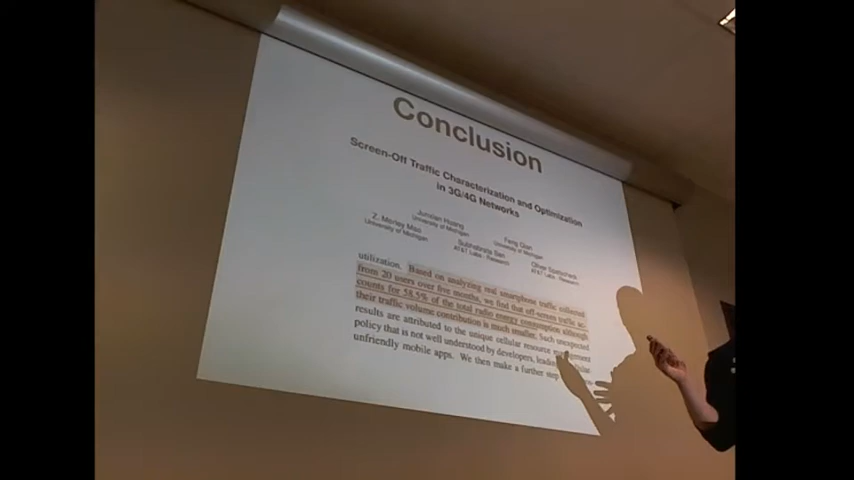 Conclusion
Screen-Off Traffic Characterization and Optimization
in 3G/4G Networks
Junxian Huang
University of Michigan
Feng Qian
University of Michigan
Z. Morley Mao
University of Michigan
Subhabrata Sen
AT&T Labs - Research
Oliver Spatscheck
AT&T Labs - Research
utilization. Based on analyzing real smartphone traffic collected
from 20 users over five months, we find that off-screen traffic ac-
counts for 58.5% of the total radio energy consumption although
their traffic volume contribution is much smaller. Such unexpected
results are attributed to the unique cellular resource management
policy that is not well understood by developers, leading
unfriendly mobile apps. We then make a further step